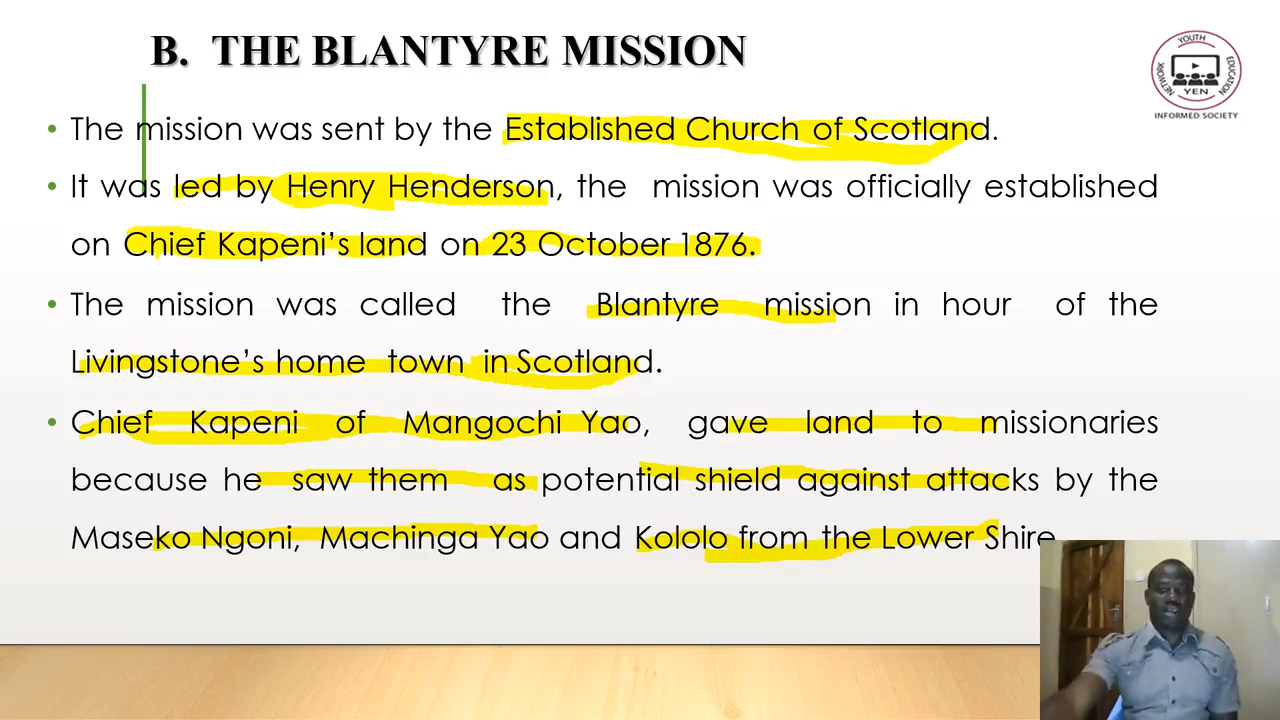 B. THE BLANTYRE MISSION
YOUTH
EDUCATION
NETWORK
YEN
INFORMED SOCIETY
• The mission was sent by the Established Church of Scotland.
• It was led by Henry Henderson, the mission was officially established
on Chief Kapeni’s land on 23 October 1876.
• The mission was called the Blantyre mission in hour of the
Livingstone’s home town in Scotland.
• Chief Kapeni of Mangochi Yao, gave land to missionaries
because he saw them as potential shield against attacks by the
Maseko Ngoni, Machinga Yao and Kololo from the Lower Shire